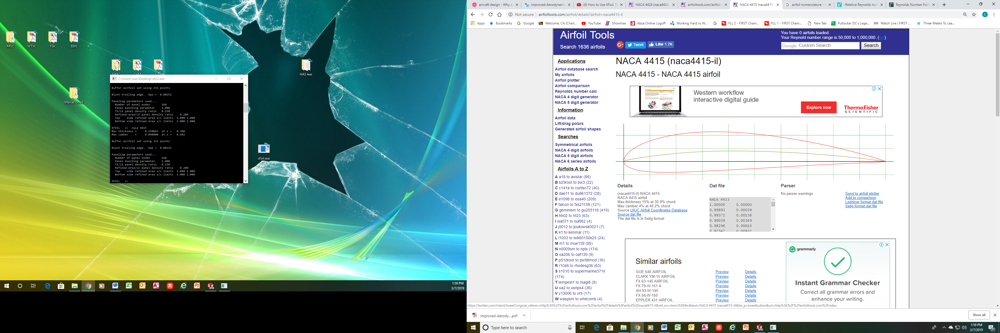 MGC
WTW
FSK
EBN
HAS leer
Marcel Goed
C:\Users\user\Desktop\xfoil.exe
Buffer airfoil set using 331 points
Blunt trailing edge. Gap = 0.00252
Paneling parameters used...
Number of panel nodes 160
Panel bunching parameter 1.000
TE/LE panel density ratio 0.150
Refined-area/LE panel density ratio 0.200
Top side refined area x/c limits 1.000 1.000
Bottom side refined area x/c limits 1.000 1.000
XFOIL c> naca 4415
Max thickness = 0.150043 at x = 0.300
Max camber = 0.040000 at x = 0.402
Buffer airfoil set using 331 points
Blunt trailing edge. Gap = 0.00315
Paneling parameters used...
Number of panel nodes 160
Panel bunching parameter 1.000
TE/LE panel density ratio 0.150
Refined-area/LE panel density ratio 0.200
Top side refined area x/c limits 1.000 1.000
Bottom side refined area x/c limits 1.000 1.000
XFOIL c>
xfoil.exe
1:59 PM
3/7/2019
aircraft design - Why a
Improved-Aerodynami
(4) How to Use XFoil. T
NACA 4424 (naca4424-
airfoiltools.com/airfoil/
NACA 4415 (naca4415-
airfoil nomenclature -
-Relative Reynolds num
Reynolds Number Form
Not secure | airfoiltools.com/airfoil/details?airfoil=naca4415-il
Apps
Bookmarks
Google
Welcome, CA (Charl...
YouTube
Showmax
Absa Online Logoff
Working Hard vs W...
FLL 2 - FIRST Cham...
FLL 1 - FIRST Cham...
New Tab
Putlocker DC's Lege...
Watch Live | FIRST ...
Three Weeks To Lea...
Airfoil Tools
Search 1636 airfoils
G+
Tweet
Like 1.7K
You have 0 airfoils loaded.
Your Reynold number range is 50,000 to 1,000,000. (set)
Google Custom Search
Search
Applications
Airfoil database search
My airfoils
Airfoil plotter
Airfoil comparison
Reynolds number calc
NACA 4 digit generator
NACA 5 digit generator
Information
Airfoil data
Lift/drag polars
Generated airfoil shapes
Searches
Symmetrical airfoils
NACA 4 digit airfoils
NACA 5 digit airfoils
NACA 6 series airfoils
Airfoils A to Z
A a18 to avistar (88)
B b29root to bw3 (22)
C c141a to curtisc72 (40)
D dae11 to du861372 (28)
E e1098 to esa40 (209)
F falcon to fxs21158 (121)
G geminism to gu255118 (419)
H hh02 to ht23 (63)
I isa571 to isa962 (4)
J j5012 to joukowsk0021 (7)
K k1 to kenmar (11)
L l1003 to lwk80150k25 (24)
M m1 to mue139 (95)
N n0009sm to nplx (174)
O oa206 to oaf139 (9)
P p51droot to pw98mod (16)
R r1046 to rhodesg36 (63)
S s1010 to supermarine371ii
(174)
T tempest1 to tsagi8 (8)
U ua2 to usnps4 (36)
V v13006 to vr9 (17)
W waspsm to whitcomb (4)
NACA 4415 (naca4415-il)
NACA 4415 - NACA 4415 airfoil
Western workflow
interactive digital guide
Explore now
ThermoFisher
SCIENTIFIC
Details
(naca4415-il) NACA 4415
NACA 4415 airfoil
Max thickness 15% at 30.9% chord.
Max camber 4% at 40.2% chord
Source UIUC Airfoil Coordinates Database
Source dat file
The dat file is in Selig format
Dat file
NACA 4415
1.00000 0.00000
0.99893 0.00039
0.99572 0.00156
0.99039 0.00349
0.98296 0.00610
0.97347 0.00932
Parser
No parser warnings
Send to airfoil plotter
Add to comparison
Lednicer format dat file
Selig format dat file
Similar airfoils
GOE 648 AIRFOIL Preview Details
CLARK YM-15 AIRFOIL Preview Details
FX 63-145 AIRFOIL Preview Details
FX 79-W-151 A Preview Details
AH 93-W-145 Preview Details
FX 84-W-150 Preview Details
EPPLER 431 AIRFOIL Preview Details
grammarly
Instant Grammar Checker
Correct all grammar errors and
enhance your writing.
https://twitter.com/intent/tweet?original_referer=http%3A%2F%2Fairfoiltools.com%2Fairfoil%2Fdetails%3Fairfoil%3Dnaca4415-il&ref_src=twsrc%5Etfw&text=NACA 4415 (naca4415-il)&tw_p=tweetbutton&url=http%3A%2F%2Fairfoiltools.com%2Findex
Improved-Aerody....pdf
Show all
Type here to search
1:59 PM
3/7/2019
21